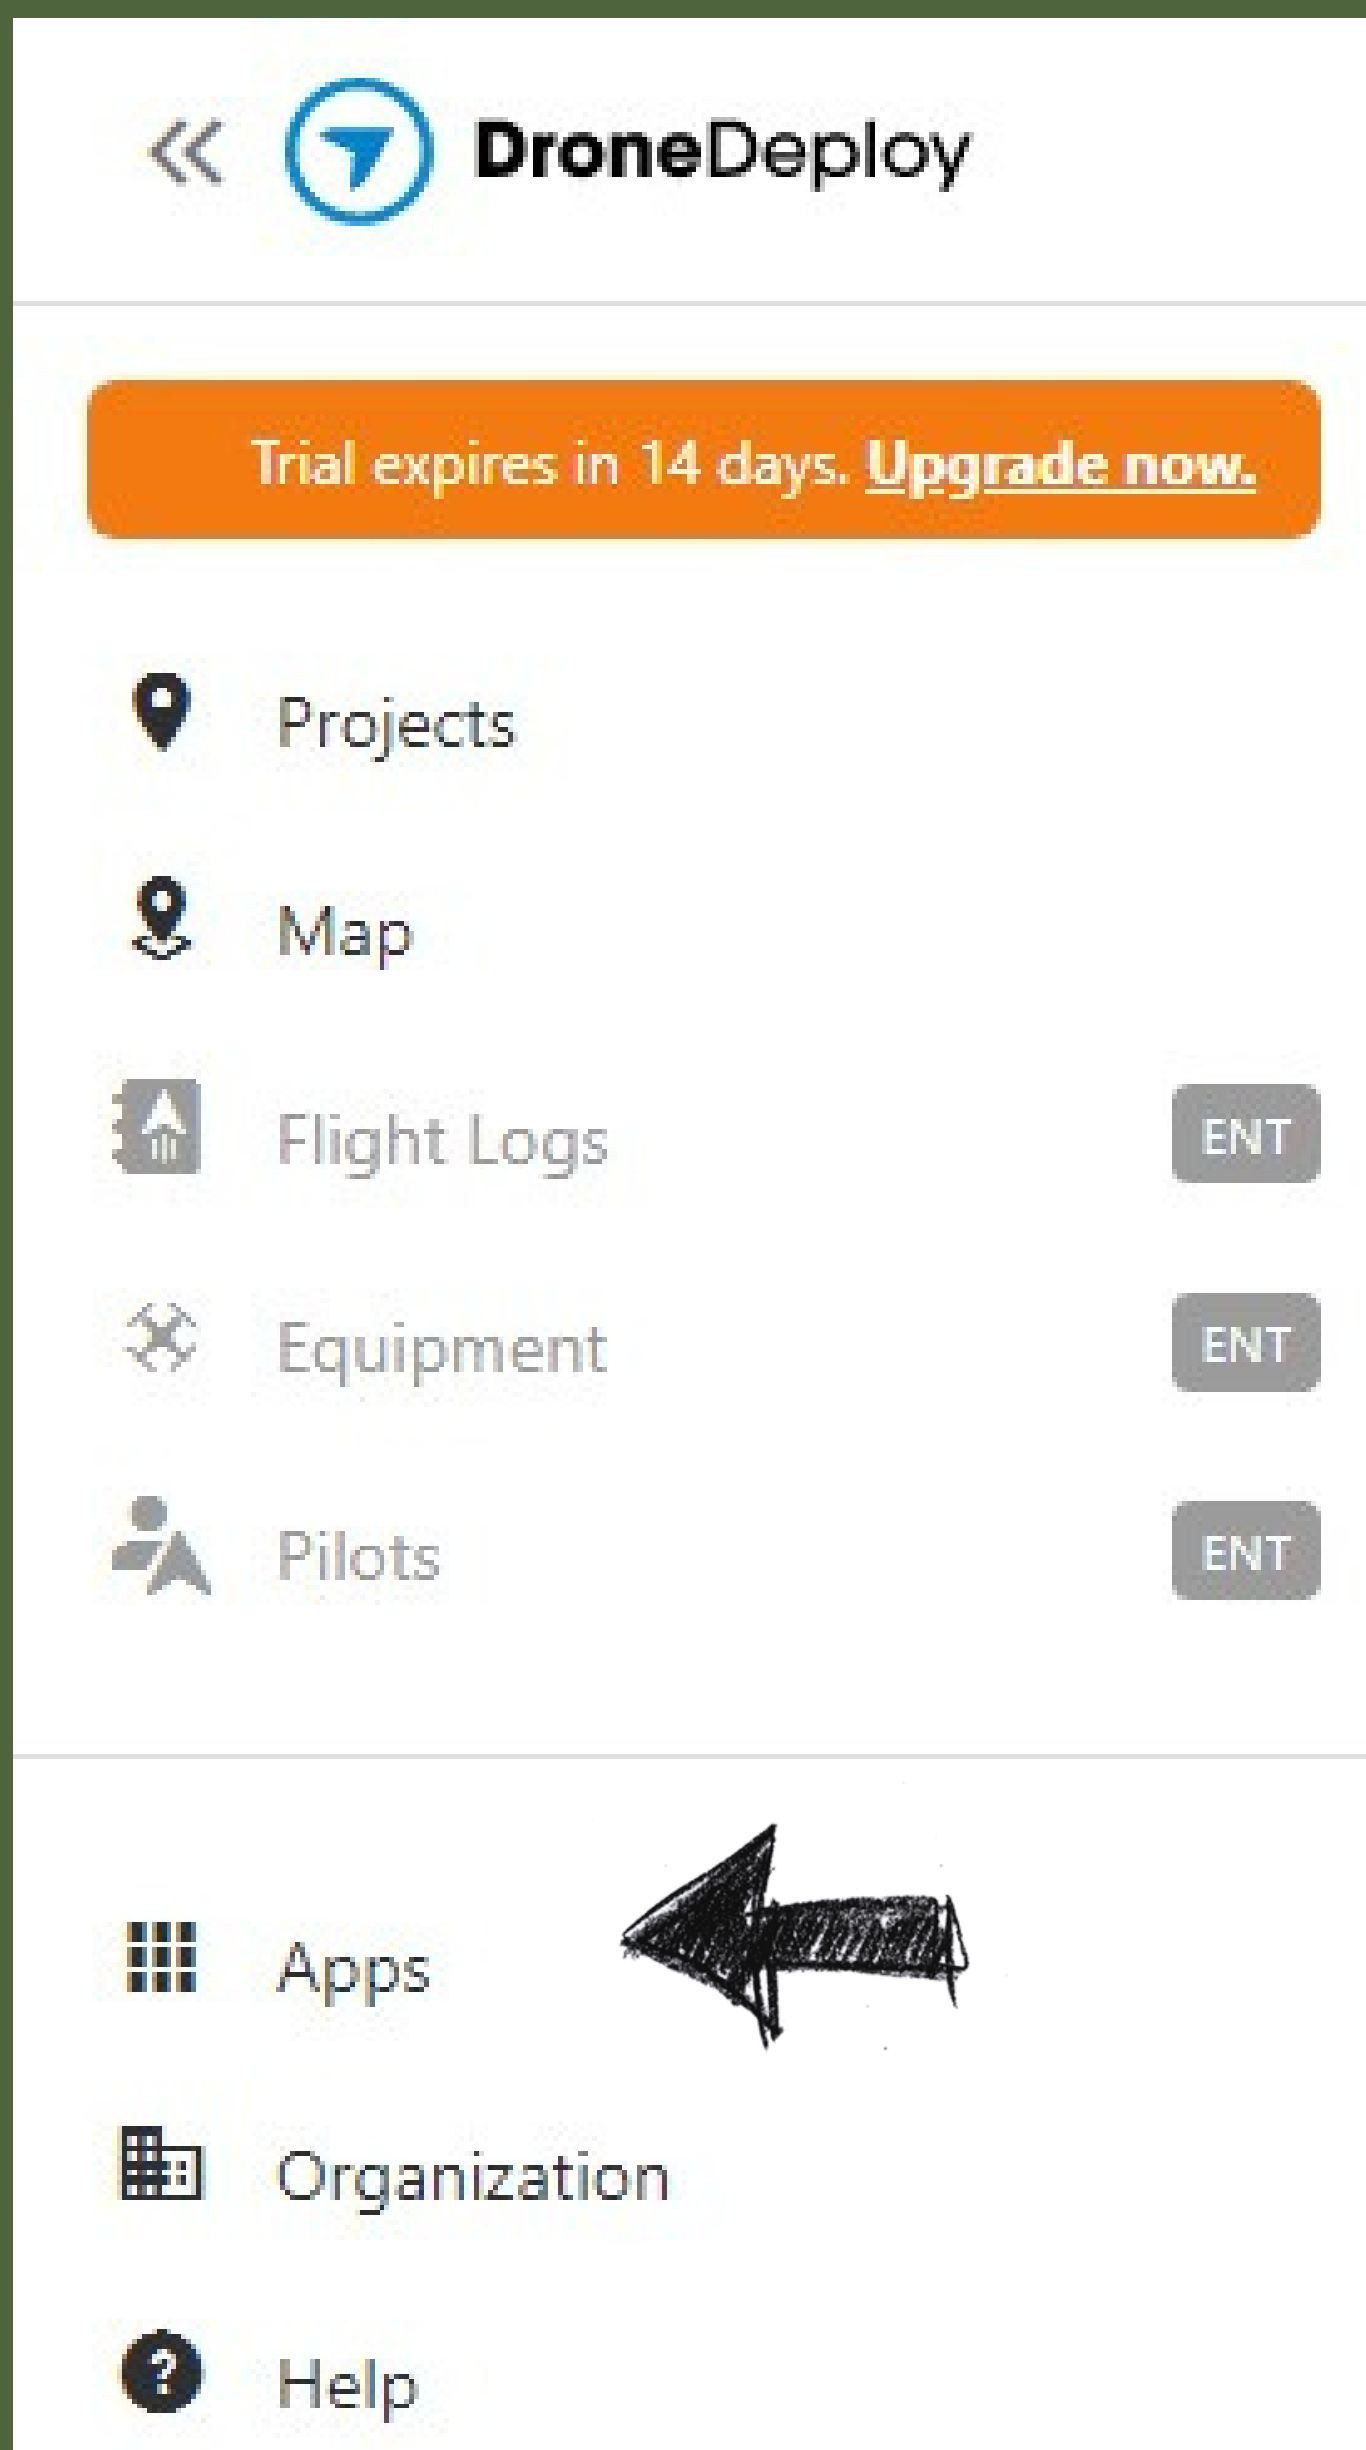 DroneDeploy
Trial expires in 14 days. Upgrade now.
Projects
Map
Flight Logs ENT
Equipment ENT
Pilots ENT
Apps
Organization
Help